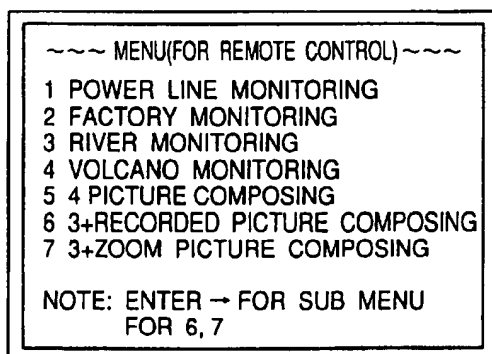 ~~~ MENU(FOR REMOTE CONTROL)~~~
1 POWER LINE MONITORING
2 FACTORY MONITORING
3 RIVER MONITORING
4 VOLCANO MONITORING
5 4 PICTURE COMPOSING
6 3+RECORDED PICTURE COMPOSING
7 3+ZOOM PICTURE COMPOSING
NOTE: ENTER → FOR SUB MENU
FOR 6, 7